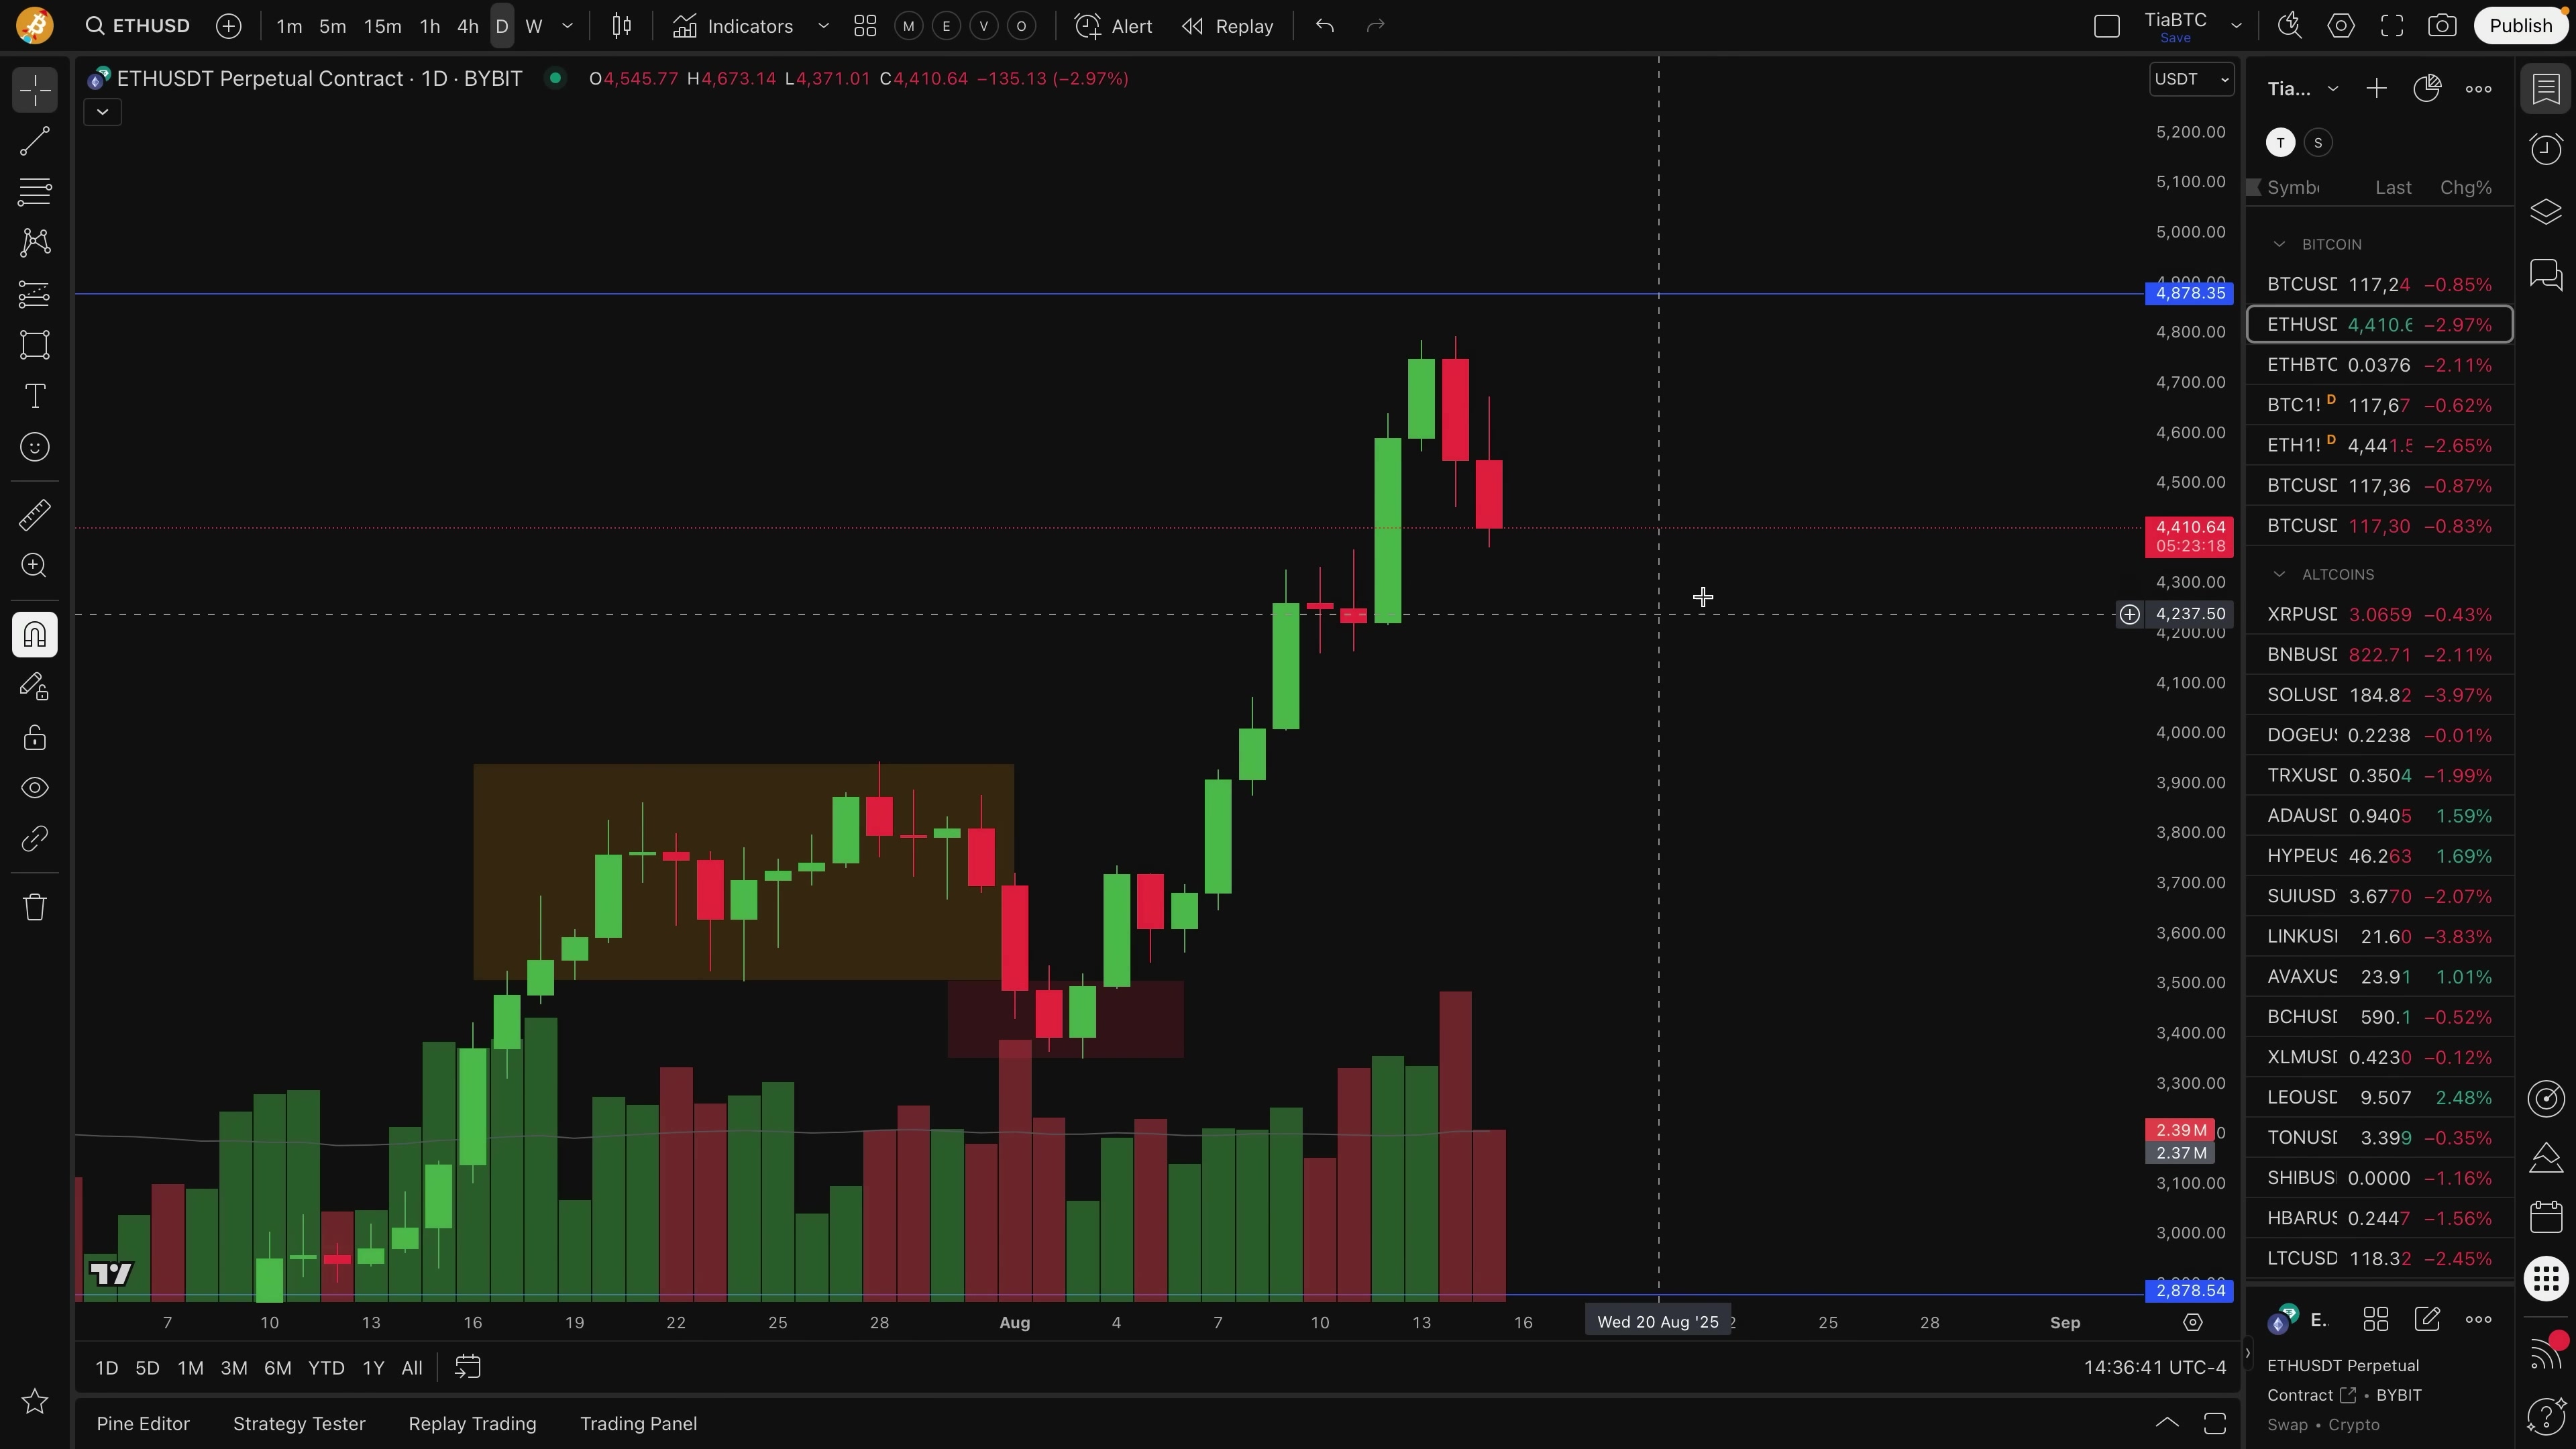 ETHUSD 1m 5m 15m 1h 4h D W Indicators M E V O Alert Replay TiaBTC Save Publish
ETHUSDT Perpetual Contract · 1D · BYBIT O4,545.77 H4,673.14 L4,371.01 C4,410.64 −135.13 (−2.97%)
USDT
5,200.00
5,100.00
5,000.00
4,878.35
4,800.00
4,700.00
4,600.00
4,500.00
4,410.64
05:23:18
4,300.00
4,237.50
4,200.00
4,100.00
4,000.00
3,900.00
3,800.00
3,700.00
3,600.00
3,500.00
3,400.00
3,300.00
2.39 M
2.37 M
3,100.00
3,000.00
2,878.54
7 10 13 16 19 22 25 28 Aug 4 7 10 13 16 Wed 20 Aug '25 25 28 Sep
1D 5D 1M 3M 6M YTD 1Y All 14:36:41 UTC-4
Pine Editor Strategy Tester Replay Trading Trading Panel
Tia...
T S
Symb Last Chg%
BITCOIN
BTCUSD 117,24 −0.85%
ETHUSD 4,410.6 −2.97%
ETHBTC 0.0376 −2.11%
BTC1! D 117,67 −0.62%
ETH1! D 4,441.5 −2.65%
BTCUSD 117,36 −0.87%
BTCUSD 117,30 −0.83%
ALTCOINS
XRPUSD 3.0659 −0.43%
BNBUSD 822.71 −2.11%
SOLUSD 184.82 −3.97%
DOGEUS 0.2238 −0.01%
TRXUSD 0.3504 −1.99%
ADAUSD 0.9405 1.59%
HYPEUS 46.263 1.69%
SUIUSD 3.6770 −2.07%
LINKUSI 21.60 −3.83%
AVAXUS 23.91 1.01%
BCHUSD 590.1 −0.52%
XLMUSD 0.4230 −0.12%
LEOUSD 9.507 2.48%
TONUSD 3.399 −0.35%
SHIBUS 0.0000 −1.16%
HBARUS 0.2447 −1.56%
LTCUSD 118.32 −2.45%
E.
ETHUSDT Perpetual
Contract • BYBIT
Swap • Crypto